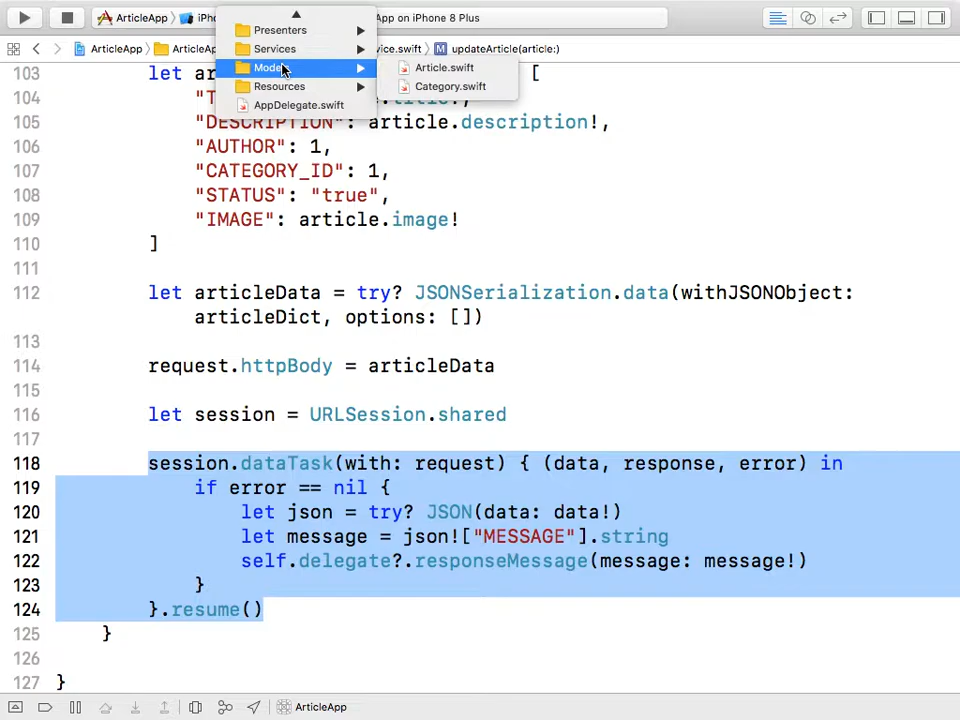 ArticleApp
App on iPhone 8 Plus
ArticleApp
vice.swift
M updateArticle(article:)
Presenters
Services
Resources
AppDelegate.swift
Article.swift
Category.swift
103 let [
104
105 "DESCRIPTION": article.description!,
106 "AUTHOR": 1,
107 "CATEGORY_ID": 1,
108 "STATUS": "true",
109 "IMAGE": article.image!
110 ]
111
112 let articleData = try? JSONSerialization.data(withJSONObject:
articleDict, options: [])
113
114 request.httpBody = articleData
115
116 let session = URLSession.shared
117
118 session.dataTask(with: request) { (data, response, error) in
119 if error == nil {
120 let json = try? JSON(data: data!)
121 let message = json!["MESSAGE"].string
122 self.delegate?.responseMessage(message: message!)
123 }
124 }.resume()
125 }
126
127 }
ArticleApp